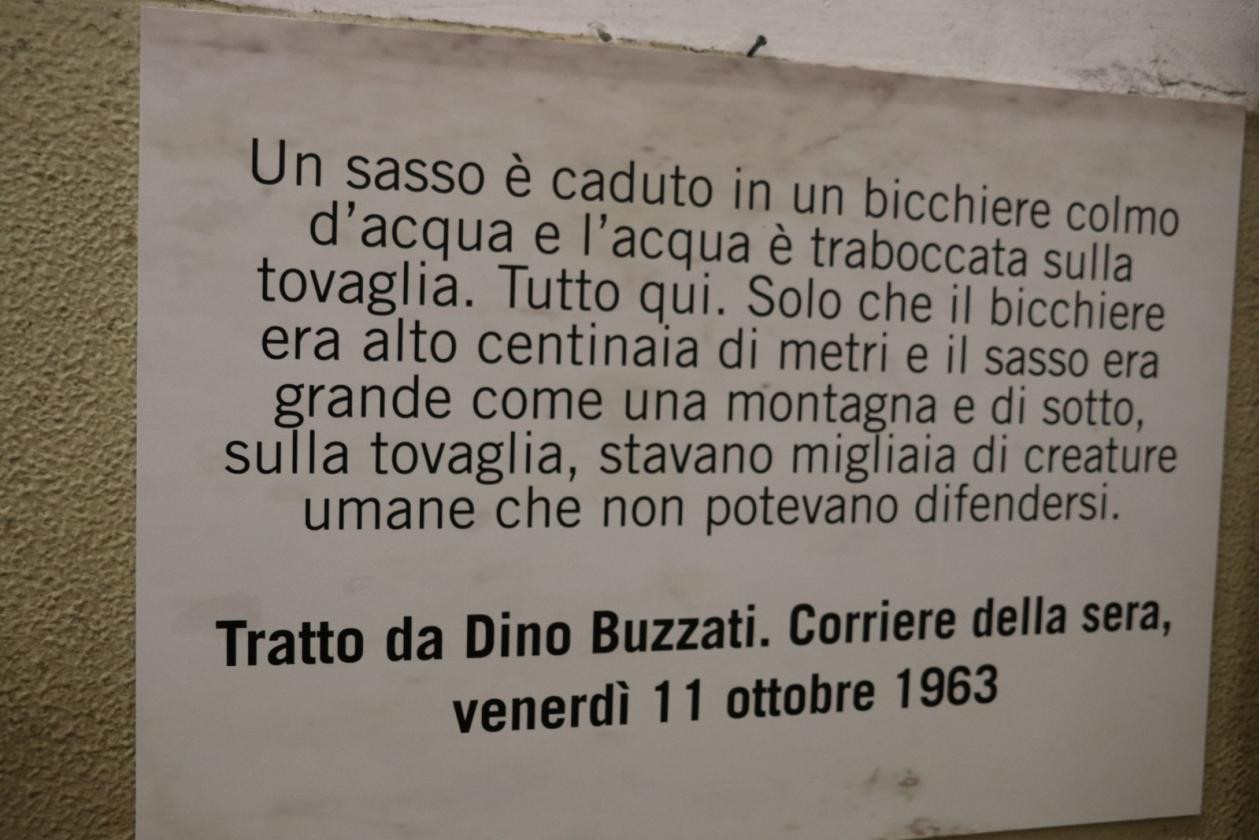 Un sasso è caduto in un bicchiere colmo
d'acqua e l'acqua è traboccata sulla
tovaglia. Tutto qui. Solo che il bicchiere
era alto centinaia di metri e il sasso era
grande come una montagna e di sotto,
sulla tovaglia, stavano migliaia di creature
umane che non potevano difendersi.
Tratto da Dino Buzzati. Corriere della sera,
venerdì 11 ottobre 1963